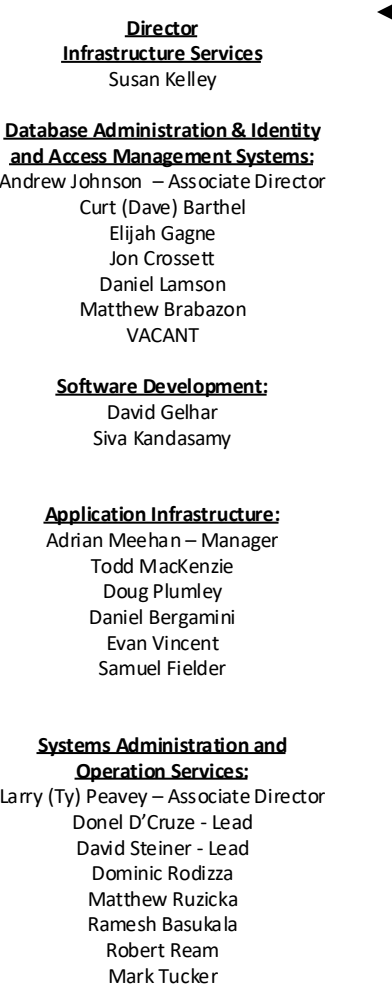 Director
Infrastructure Services
Susan Kelley
Database Administration & Identity
and Access Management Systems:
Andrew Johnson – Associate Director
Curt (Dave) Barthel
Elijah Gagne
Jon Crossett
Daniel Lamson
Matthew Brabazon
VACANT
Software Development:
David Gelhar
Siva Kandasamy
Application Infrastructure:
Adrian Meehan – Manager
Todd MacKenzie
Doug Plumley
Daniel Bergamini
Evan Vincent
Samuel Fielder
Systems Administration and
Operation Services:
Larry (Ty) Peavey – Associate Director
Donel D’Cruze - Lead
David Steiner - Lead
Dominic Rodizza
Matthew Ruzicka
Ramesh Basukala
Robert Ream
Mark Tucker